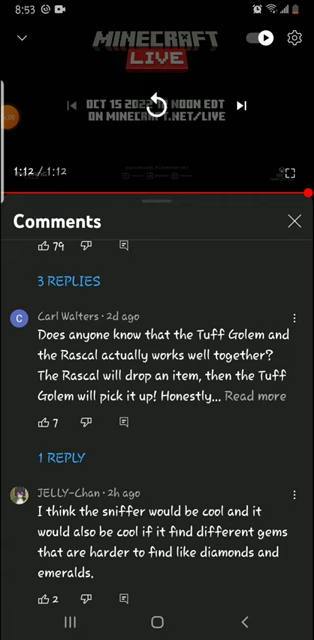 8:53
MINECRAFT
LIVE
OCT 15 2022 NOON EDT
ON MINECRAFT.NET/LIVE
1:12 / 1:12
Comments
79
3 REPLIES
C
Carl Walters · 2d ago
Does anyone know that the Tuff Golem and
the Rascal actually works well together?
The Rascal will drop an item, then the Tuff
Golem will pick it up! Honestly... Read more
7
1 REPLY
JELLY-Chan · 2h ago
I think the sniffer would be cool and it
would also be cool if it find different gems
that are harder to find like diamonds and
emeralds.
2